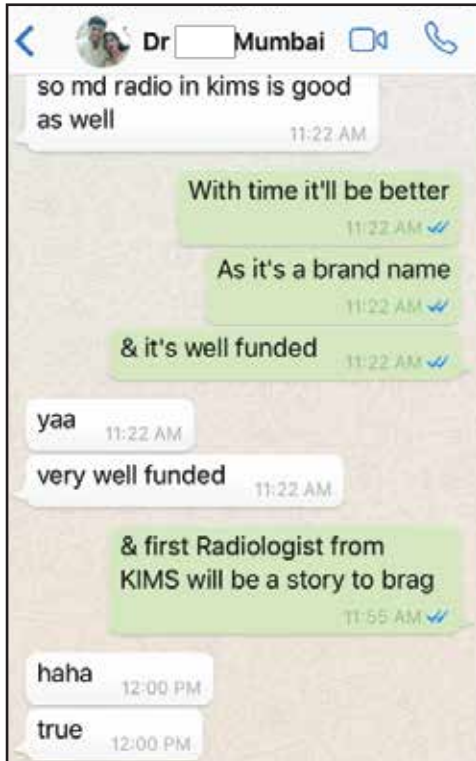 Dr Mumbai
so md radio in kims is good
as well
11:22 AM
With time it'll be better
11:22 AM
As it's a brand name
11:22 AM
& it's well funded 11:22 AM
yaa 11:22 AM
very well funded 11:22 AM
& first Radiologist from
KIMS will be a story to brag
11:55 AM
haha 12:00 PM
true 12:00 PM